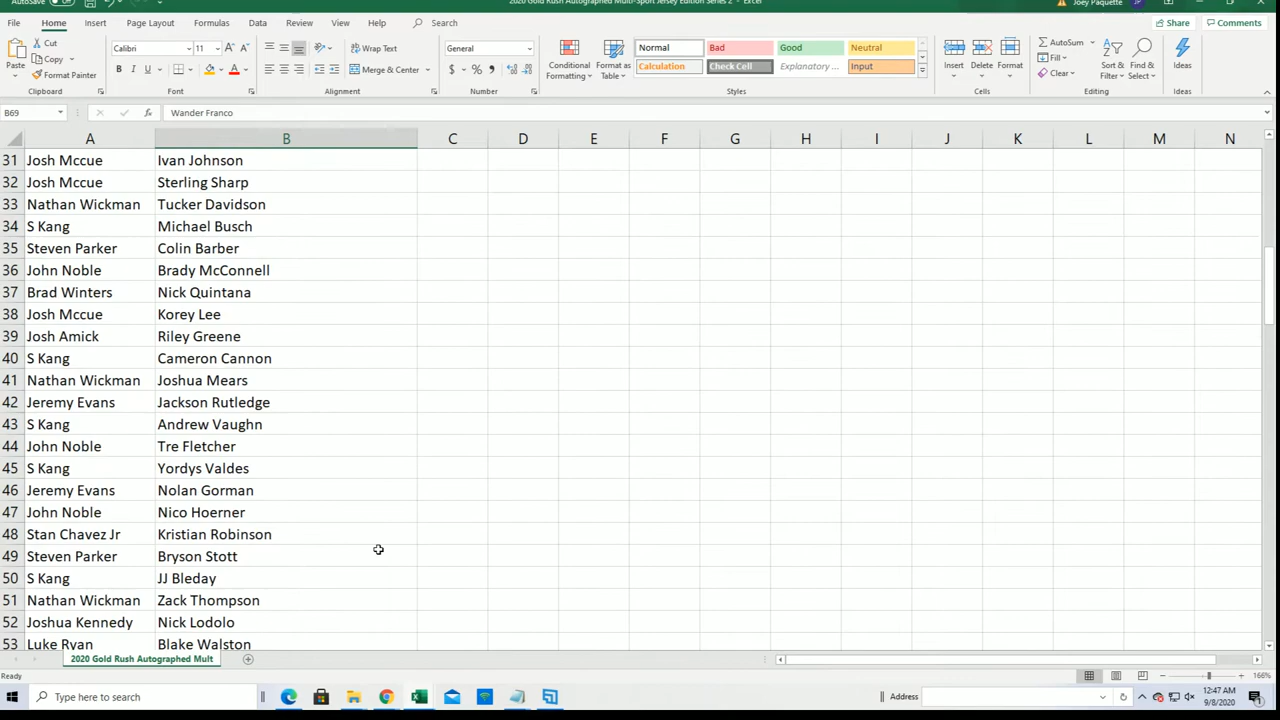 AutoSave
2020 Gold Rush Autographed Multi-Sport Jersey Edition Series 2 - Excel
Joey Paquette JP
File Home Insert Page Layout Formulas Data Review View Help Search Share Comments
Paste Cut Calibri 11 A A Wrap Text General Normal Bad Good Neutral AutoSum
Copy Conditional Formatting Format as Table Insert Delete Format Fill Sort & Filter Find & Select Ideas
Format Painter B I U A Merge & Center $ % , Calculation Check Cell Explanatory ... Input Clear
Clipboard Font Alignment Number Styles Cells Editing Ideas
B69 fx Wander Franco
A B C D E F G H I J K L M N
31 Josh Mccue Ivan Johnson
32 Josh Mccue Sterling Sharp
33 Nathan Wickman Tucker Davidson
34 S Kang Michael Busch
35 Steven Parker Colin Barber
36 John Noble Brady McConnell
37 Brad Winters Nick Quintana
38 Josh Mccue Korey Lee
39 Josh Amick Riley Greene
40 S Kang Cameron Cannon
41 Nathan Wickman Joshua Mears
42 Jeremy Evans Jackson Rutledge
43 S Kang Andrew Vaughn
44 John Noble Tre Fletcher
45 S Kang Yordys Valdes
46 Jeremy Evans Nolan Gorman
47 John Noble Nico Hoerner
48 Stan Chavez Jr Kristian Robinson
49 Steven Parker Bryson Stott
50 S Kang JJ Bleday
51 Nathan Wickman Zack Thompson
52 Joshua Kennedy Nick Lodolo
53 Luke Ryan Blake Walston
2020 Gold Rush Autographed Mult
Ready 166%
Type here to search Address 12:47 AM
9/8/2020